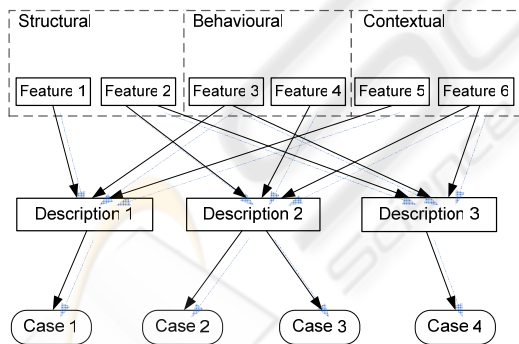 Structural Behavioural Contextual
Feature 1 Feature 2 Feature 3 Feature 4 Feature 5 Feature 6
Description 1 Description 2 Description 3
Case 1 Case 2 Case 3 Case 4